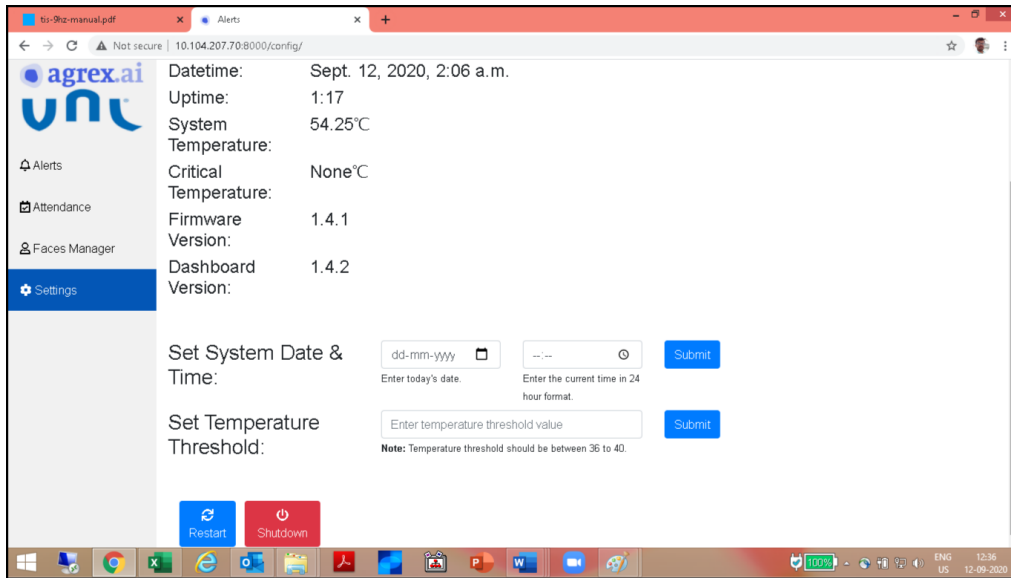 tis-9hz-manual.pdf
Alerts
Not secure | 10.104.207.70:8000/config/
agrex.ai
Alerts
Attendance
Faces Manager
Settings
Datetime: Sept. 12, 2020, 2:06 a.m.
Uptime: 1:17
System 54.25℃
Temperature:
Critical None℃
Temperature:
Firmware 1.4.1
Version:
Dashboard 1.4.2
Version:
Set System Date & dd-mm-yyyy --:-- Submit
Time:
Enter today's date. Enter the current time in 24
hour format.
Set Temperature Enter temperature threshold value Submit
Threshold:
Note: Temperature threshold should be between 36 to 40.
Restart Shutdown
100% ENG 12:36
US 12-09-2020